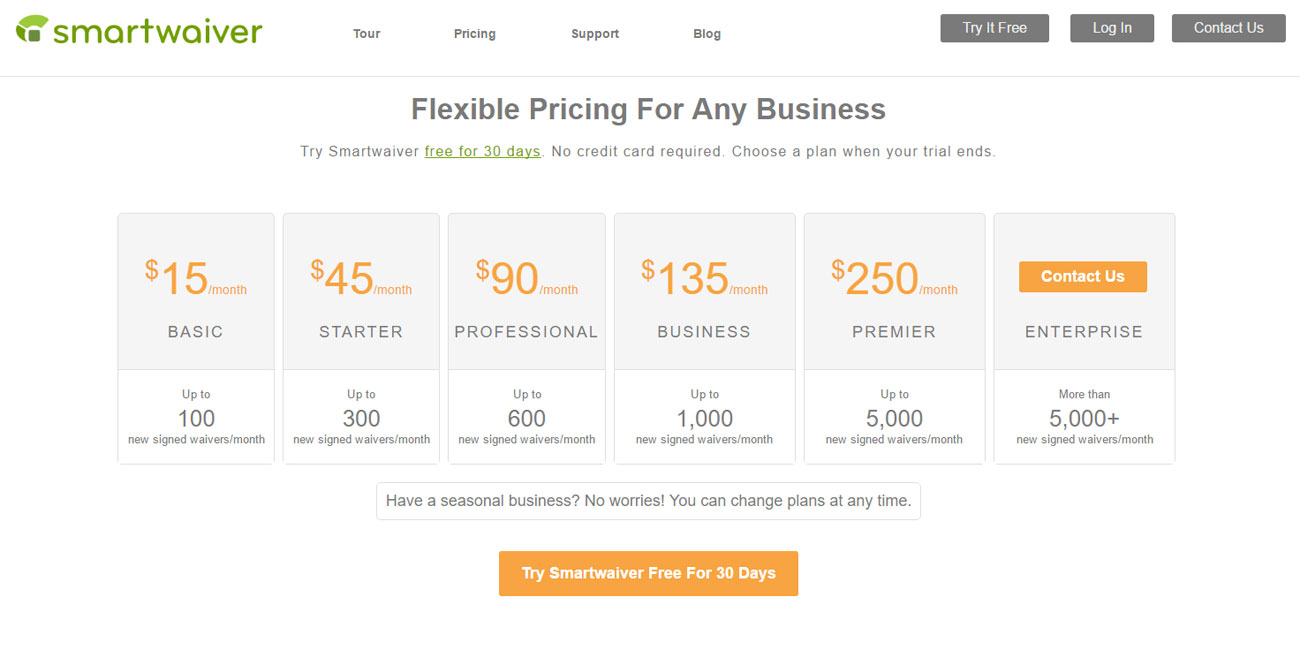 smartwaiver
Tour
Pricing
Support
Blog
Try It Free
Log In
Contact Us
Flexible Pricing For Any Business
Try Smartwaiver free for 30 days. No credit card required. Choose a plan when your trial ends.
$15/month
BASIC
Up to
100
new signed waivers/month
$45/month
STARTER
Up to
300
new signed waivers/month
$90/month
PROFESSIONAL
Up to
600
new signed waivers/month
$135/month
BUSINESS
Up to
1,000
new signed waivers/month
$250/month
PREMIER
Up to
5,000
new signed waivers/month
Contact Us
ENTERPRISE
More than
5,000+
new signed waivers/month
Have a seasonal business? No worries! You can change plans at any time.
Try Smartwaiver Free For 30 Days